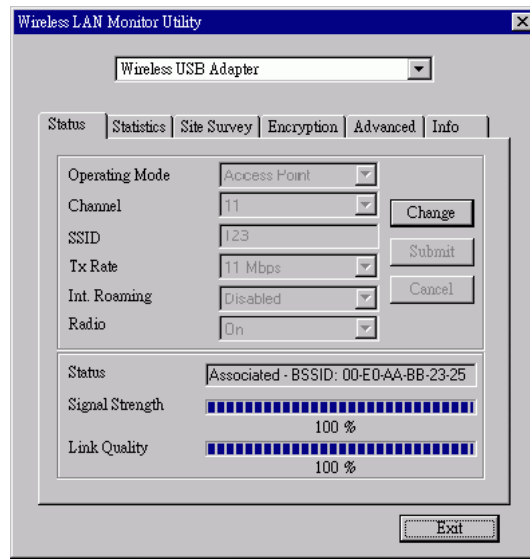 Wireless LAN Monitor Utility
Wireless USB Adapter
Status Statistics Site Survey Encryption Advanced Info
Operating Mode Access Point
Channel 11 Change
SSID 123
Submit
Tx Rate 11 Mbps
Cancel
Int. Roaming Disabled
Radio On
Status Associated - BSSID: 00-E0-AA-BB-23-25
Signal Strength
100 %
Link Quality
100 %
Exit